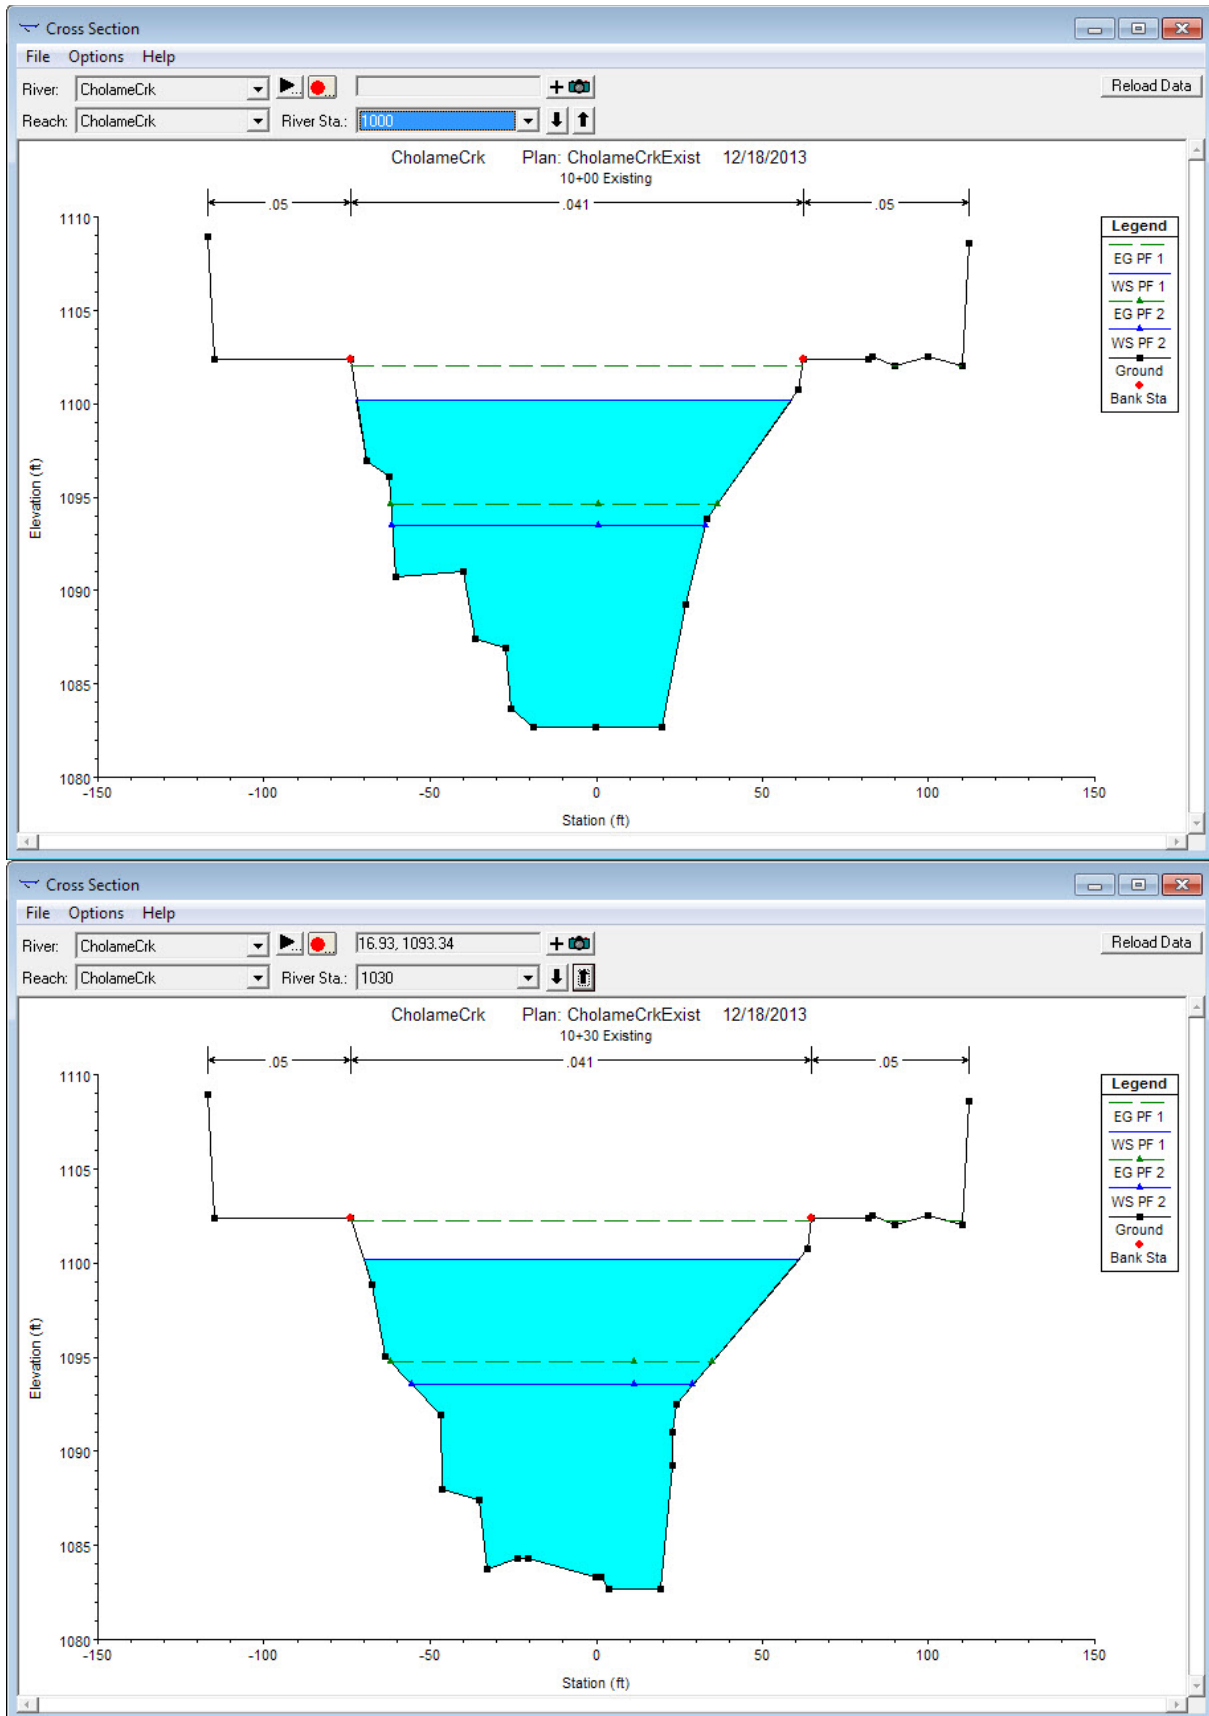 Cross Section
File Options Help
River: CholameCrk Reload Data
Reach: CholameCrk River Sta.: 1000
CholameCrk Plan: CholameCrkExist 12/18/2013
10+00 Existing
.05 .041 .05
1110
1105
1100
1095
1090
1085
1080
Elevation (ft)
-150 -100 -50 0 50 100 150
Station (ft)
Legend
EG PF 1
WS PF 1
EG PF 2
WS PF 2
Ground
Bank Sta
Cross Section
File Options Help
River: CholameCrk 16.93, 1093.34 Reload Data
Reach: CholameCrk River Sta.: 1030
CholameCrk Plan: CholameCrkExist 12/18/2013
10+30 Existing
.05 .041 .05
1110
1105
1100
1095
1090
1085
1080
Elevation (ft)
-150 -100 -50 0 50 100 150
Station (ft)
Legend
EG PF 1
WS PF 1
EG PF 2
WS PF 2
Ground
Bank Sta